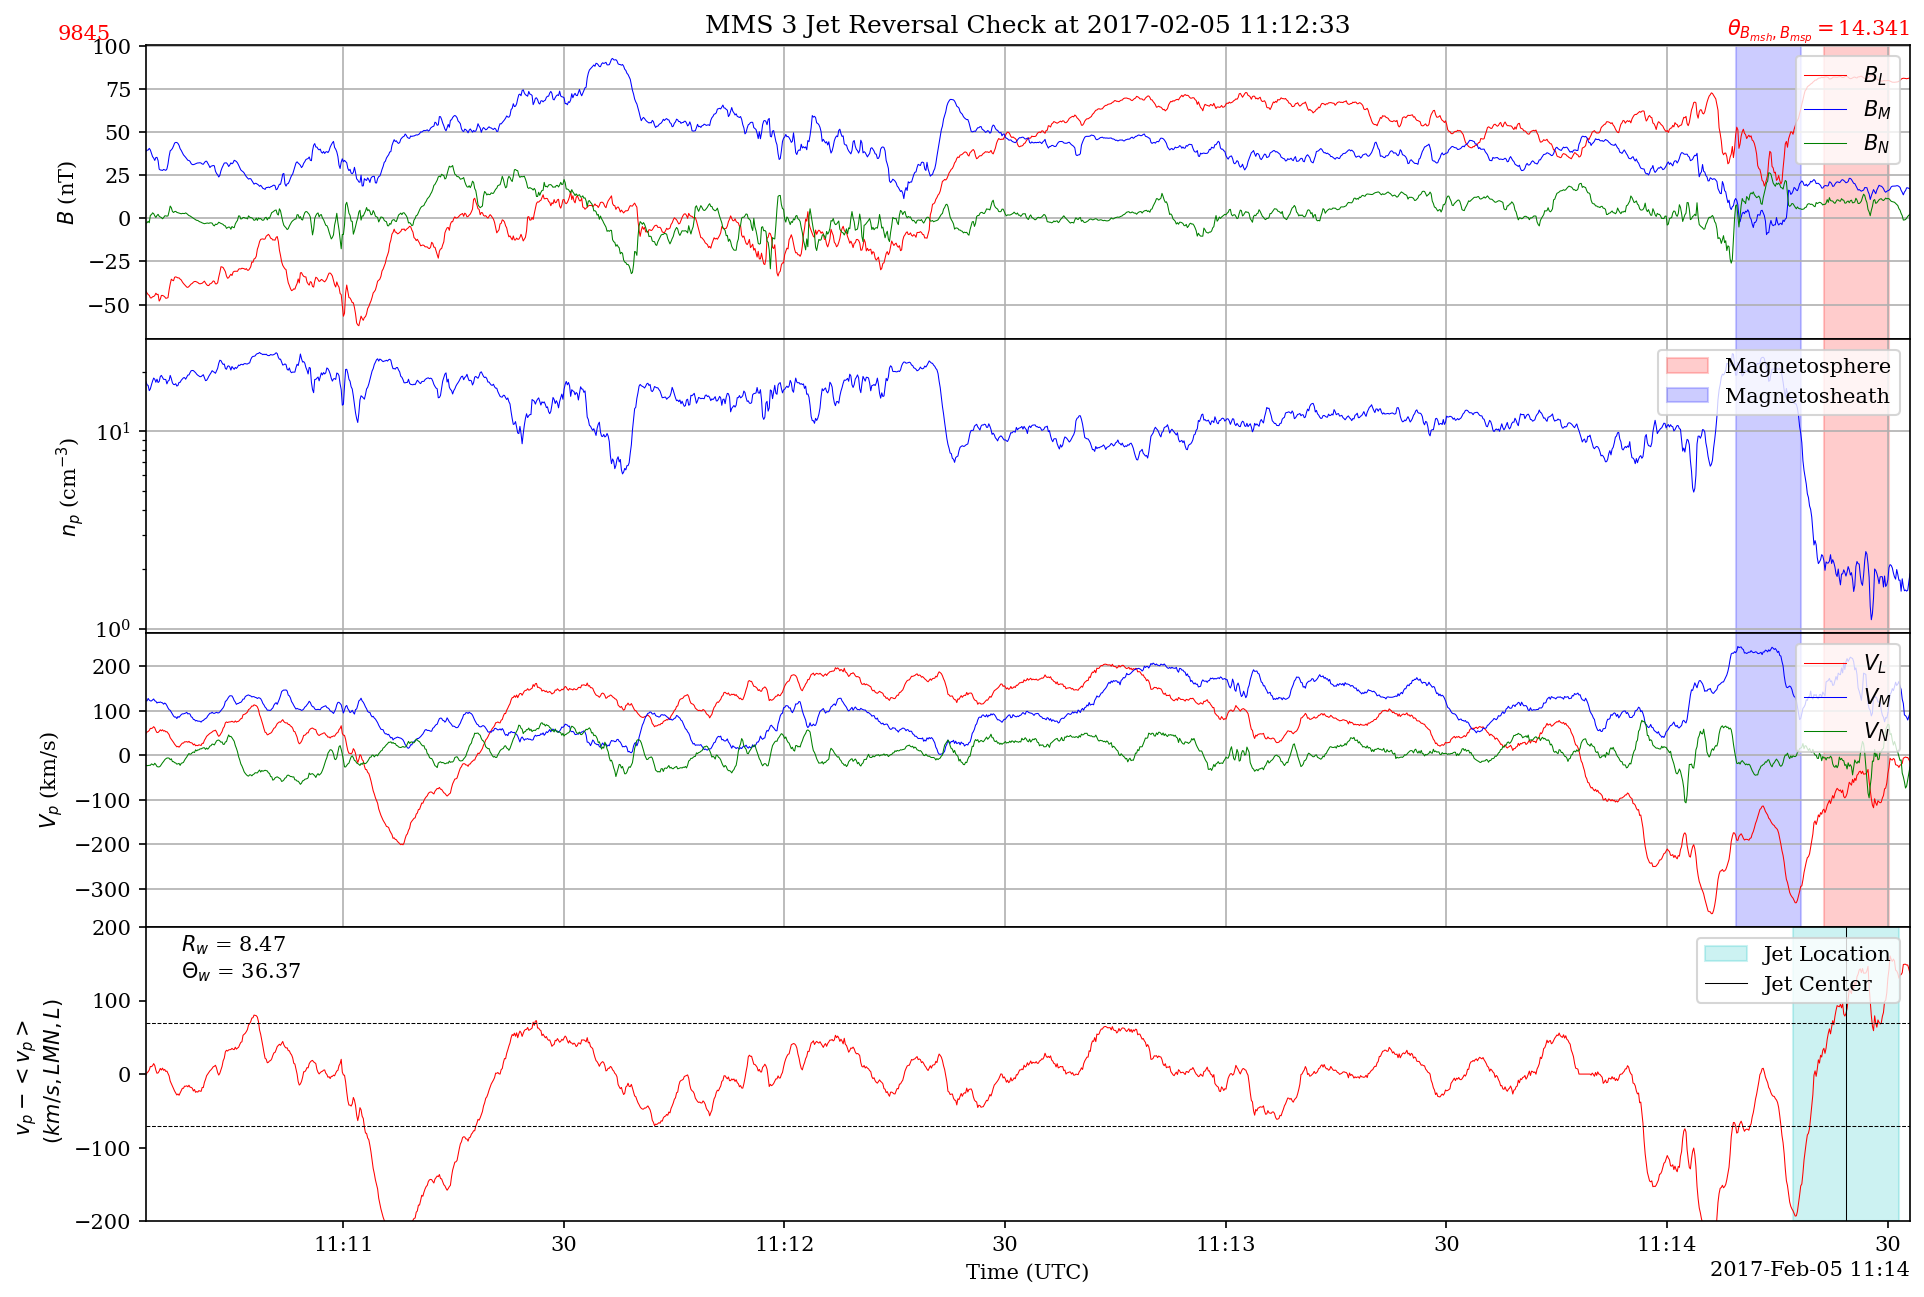 MMS 3 Jet Reversal Check at 2017-02-05 11:12:33
9845
θ_{B_{msh}, B_{msp}} = 14.341
100
75
50
25
0
−25
−50
B (nT)
B_L
B_M
B_N
10^1
10^0
n_p (cm^{−3})
Magnetosphere
Magnetosheath
200
100
0
−100
−200
−300
V_p (km/s)
V_L
V_M
V_N
200
100
0
−100
−200
v_p − < v_p >
(km/s, LMN, L)
R_w = 8.47
Θ_w = 36.37
Jet Location
Jet Center
11:11 30 11:12 30 11:13 30 11:14 30
Time (UTC)
2017-Feb-05 11:14